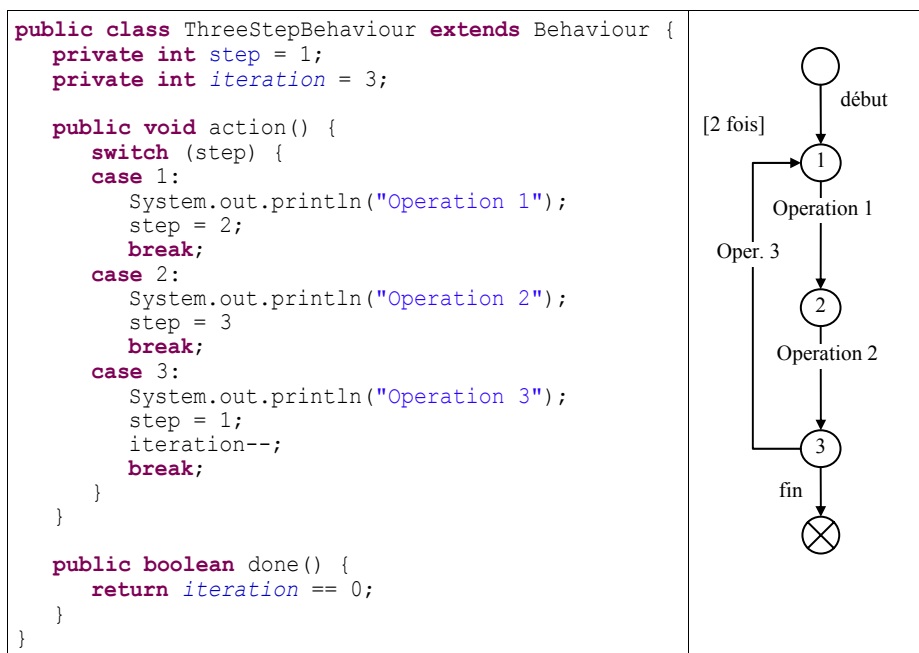 public class ThreeStepBehaviour extends Behaviour {
private int step = 1;
private int iteration = 3;
public void action() {
switch (step) {
case 1:
System.out.println("Operation 1");
step = 2;
break;
case 2:
System.out.println("Operation 2");
step = 3
break;
case 3:
System.out.println("Operation 3");
step = 1;
iteration--;
break;
}
}
public boolean done() {
return iteration == 0;
}
}
début
[2 fois]
1
Operation 1
Oper. 3
2
Operation 2
3
fin